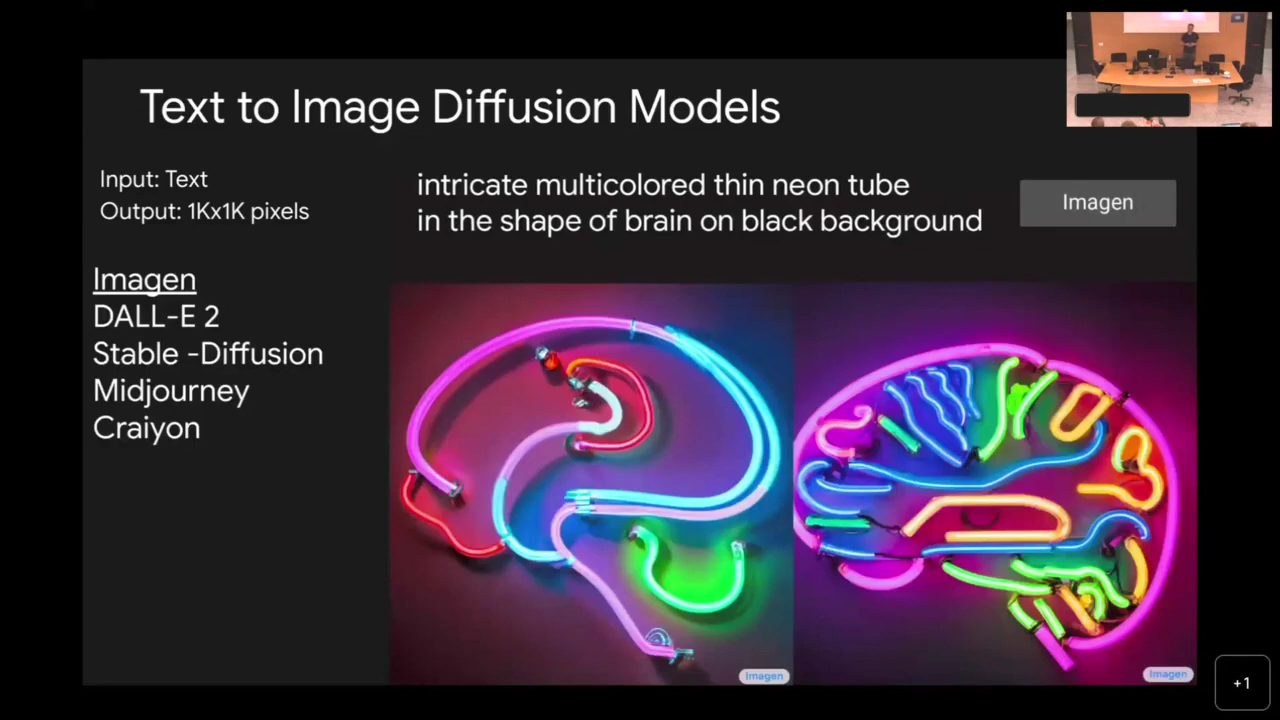 Text to Image Diffusion Models
Input: Text
Output: 1Kx1K pixels
intricate multicolored thin neon tube
in the shape of brain on black background
Imagen
Imagen
DALL-E 2
Stable -Diffusion
Midjourney
Craiyon
Imagen
Imagen
+1